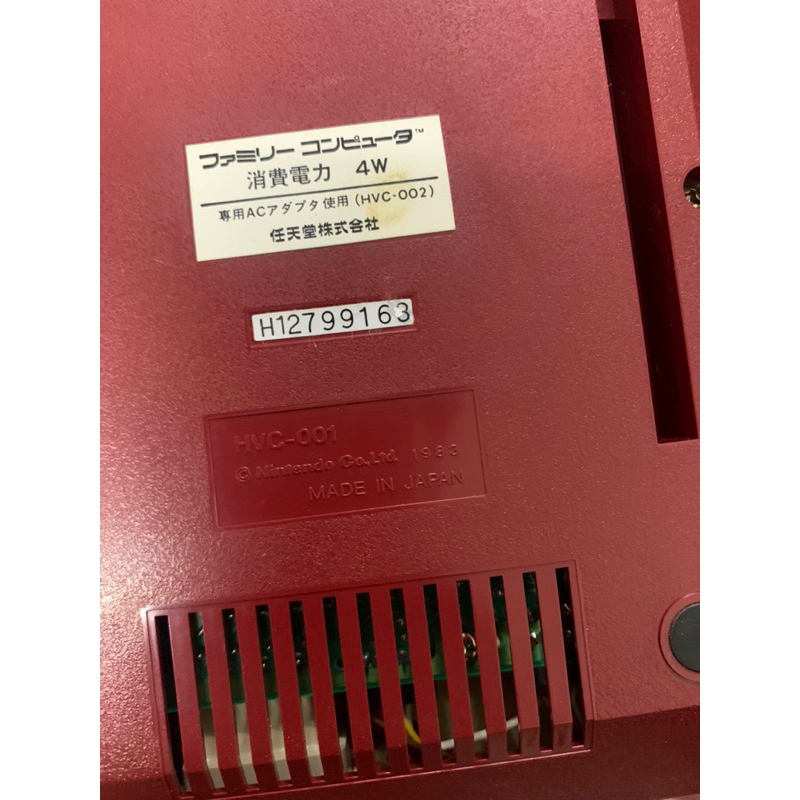 ファミリー コンピュータ™
消費電力 4W
専用ACアダプタ使用 (HVC-002)
任天堂株式会社
H12799163
HVC-001
© Nintendo Co., Ltd. 1983
MADE IN JAPAN